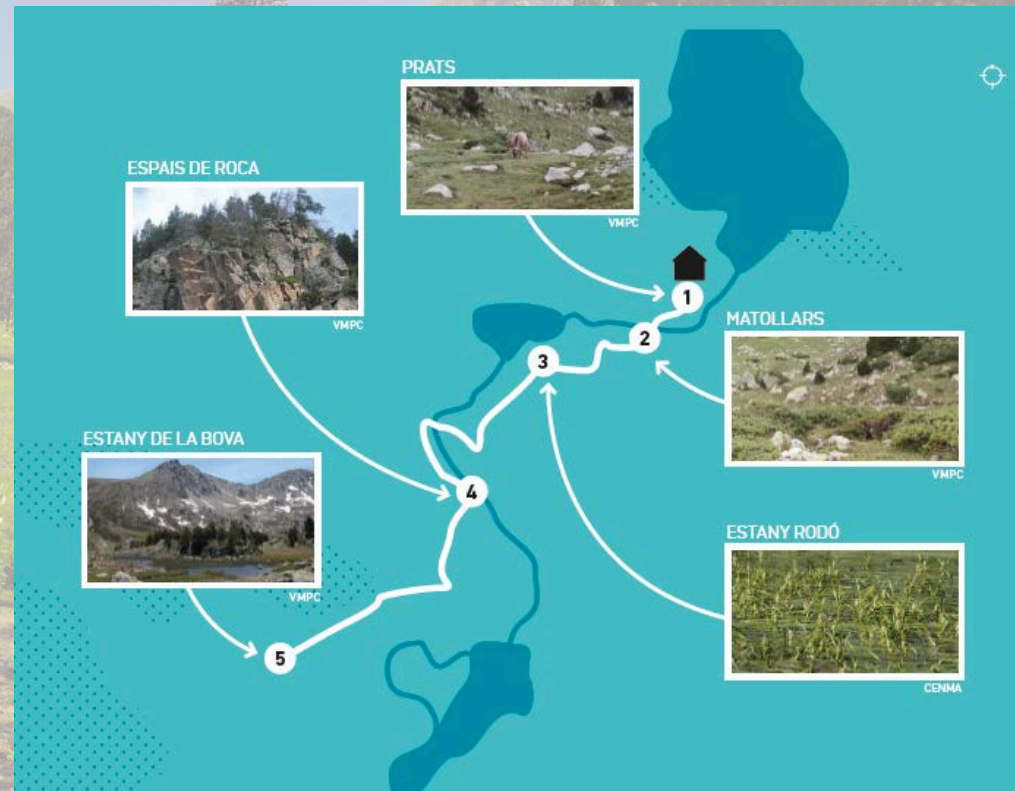 PRATS
VMPC
ESPAIS DE ROCA
VMPC
1
MATOLLARS
VMPC
2
3
ESTANY DE LA BOVA
VMPC
4
ESTANY RODÓ
CENMA
5